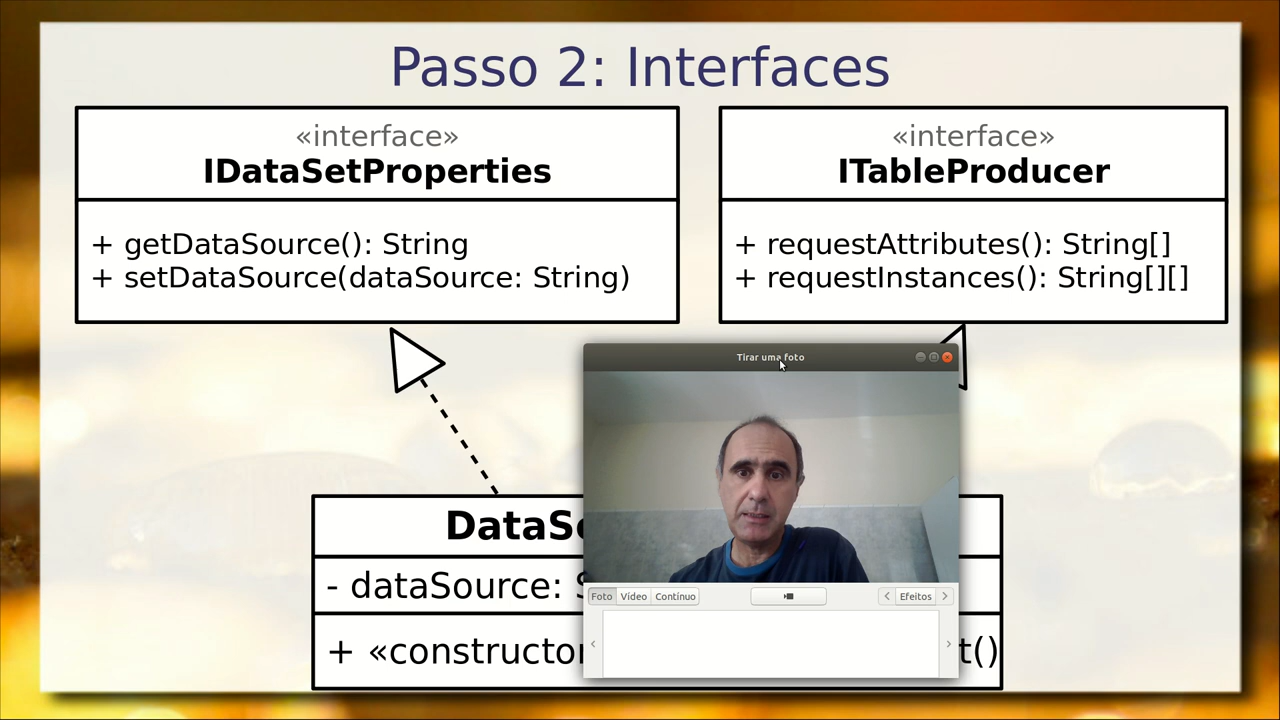 Passo 2: Interfaces
«interface»
IDataSetProperties
+ getDataSource(): String
+ setDataSource(dataSource: String)
«interface»
ITableProducer
+ requestAttributes(): String[]
+ requestInstances(): String[][]
Tirar uma foto
DataSe
- dataSource: S
+ «constructor
t()
Foto
Vídeo
Contínuo
Efeitos